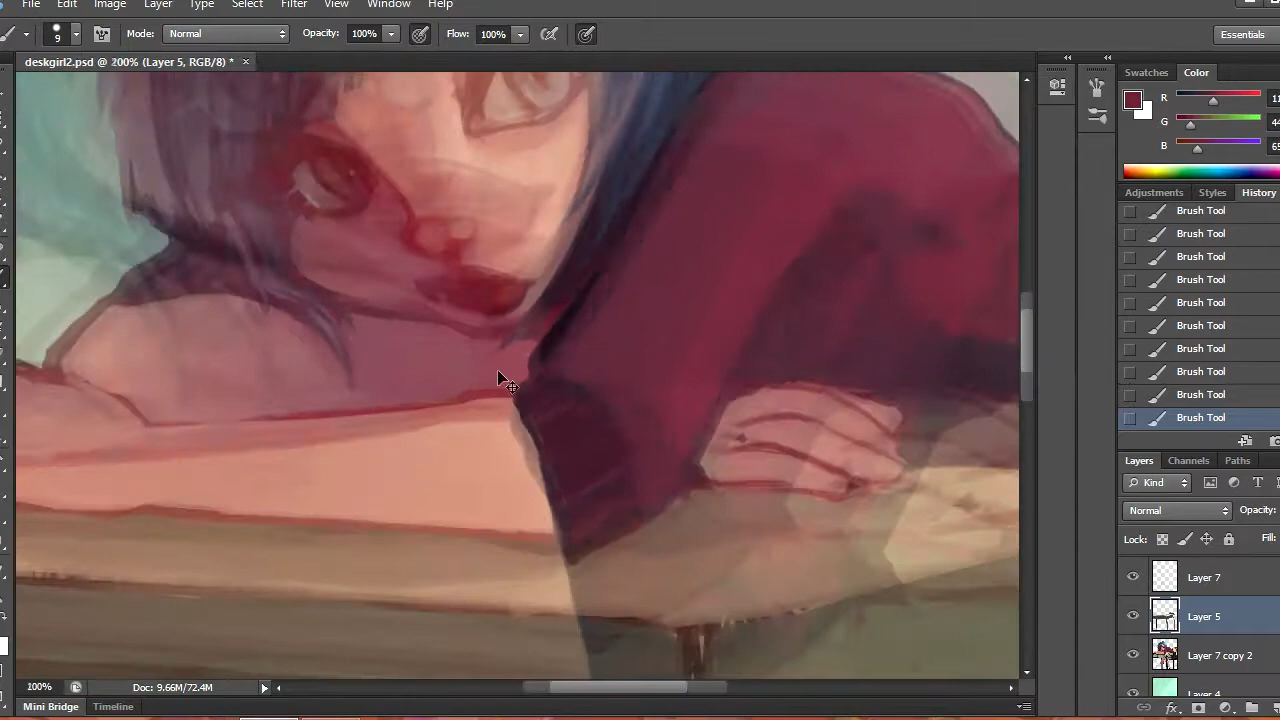 File Edit Image Layer Type Select Filter View Window Help
9 Mode: Normal Opacity: 100% Flow: 100% Essentials
deskgirl2.psd @ 200% (Layer 5, RGB/8) * ×
Swatches Color
R 11
G 44
B 65
Adjustments Styles History
Brush Tool
Brush Tool
Brush Tool
Brush Tool
Brush Tool
Brush Tool
Brush Tool
Brush Tool
Brush Tool
Brush Tool
Layers Channels Paths
Kind
Normal Opacity:
Lock: Fill:
Layer 7
Layer 5
Layer 7 copy 2
Layer 4
100% Doc: 9.66M/72.4M
Mini Bridge Timeline